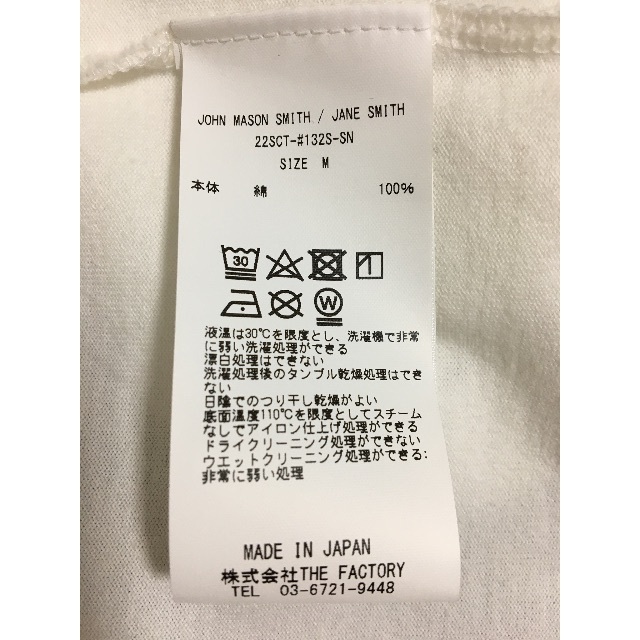 JOHN MASON SMITH / JANE SMITH
22SCT-#132S-SN
SIZE M
本体 綿 100%
30
W
液温は30℃を限度とし、洗濯機で非常
に弱い洗濯処理ができる
漂白処理はできない
洗濯処理後のタンブル乾燥処理はでき
ない
日陰でのつり干し乾燥がよい
底面温度110℃を限度としてスチーム
なしでアイロン仕上げ処理ができる
ドライクリーニング処理ができない
ウエットクリーニング処理ができる:
非常に弱い処理
MADE IN JAPAN
株式会社THE FACTORY
TEL 03-6721-9448